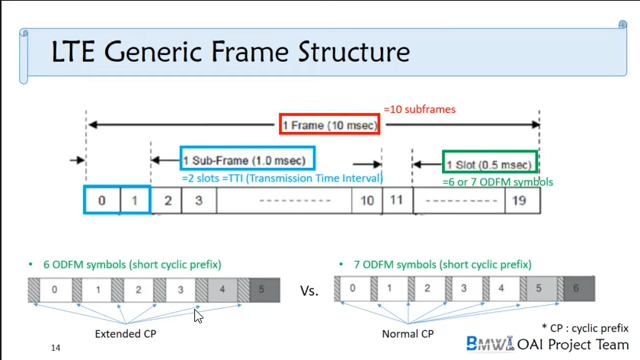 LTE Generic Frame Structure
=10 subframes
1 Frame (10 msec)
1 Sub-Frame (1.0 msec)
1 Slot (0.5 msec)
=2 slots =TTI (Transmission Time Interval)
=6 or 7 ODFM symbols
0 1 2 3 ---------- 10 11 ---------- 19
• 6 ODFM symbols (short cyclic prefix)
• 7 ODFM symbols (short cyclic prefix)
0 1 2 3 4 5
Vs.
0 1 2 3 4 5 6
Extended CP
Normal CP
* CP : cyclic prefix
14
BMW OAI Project Team